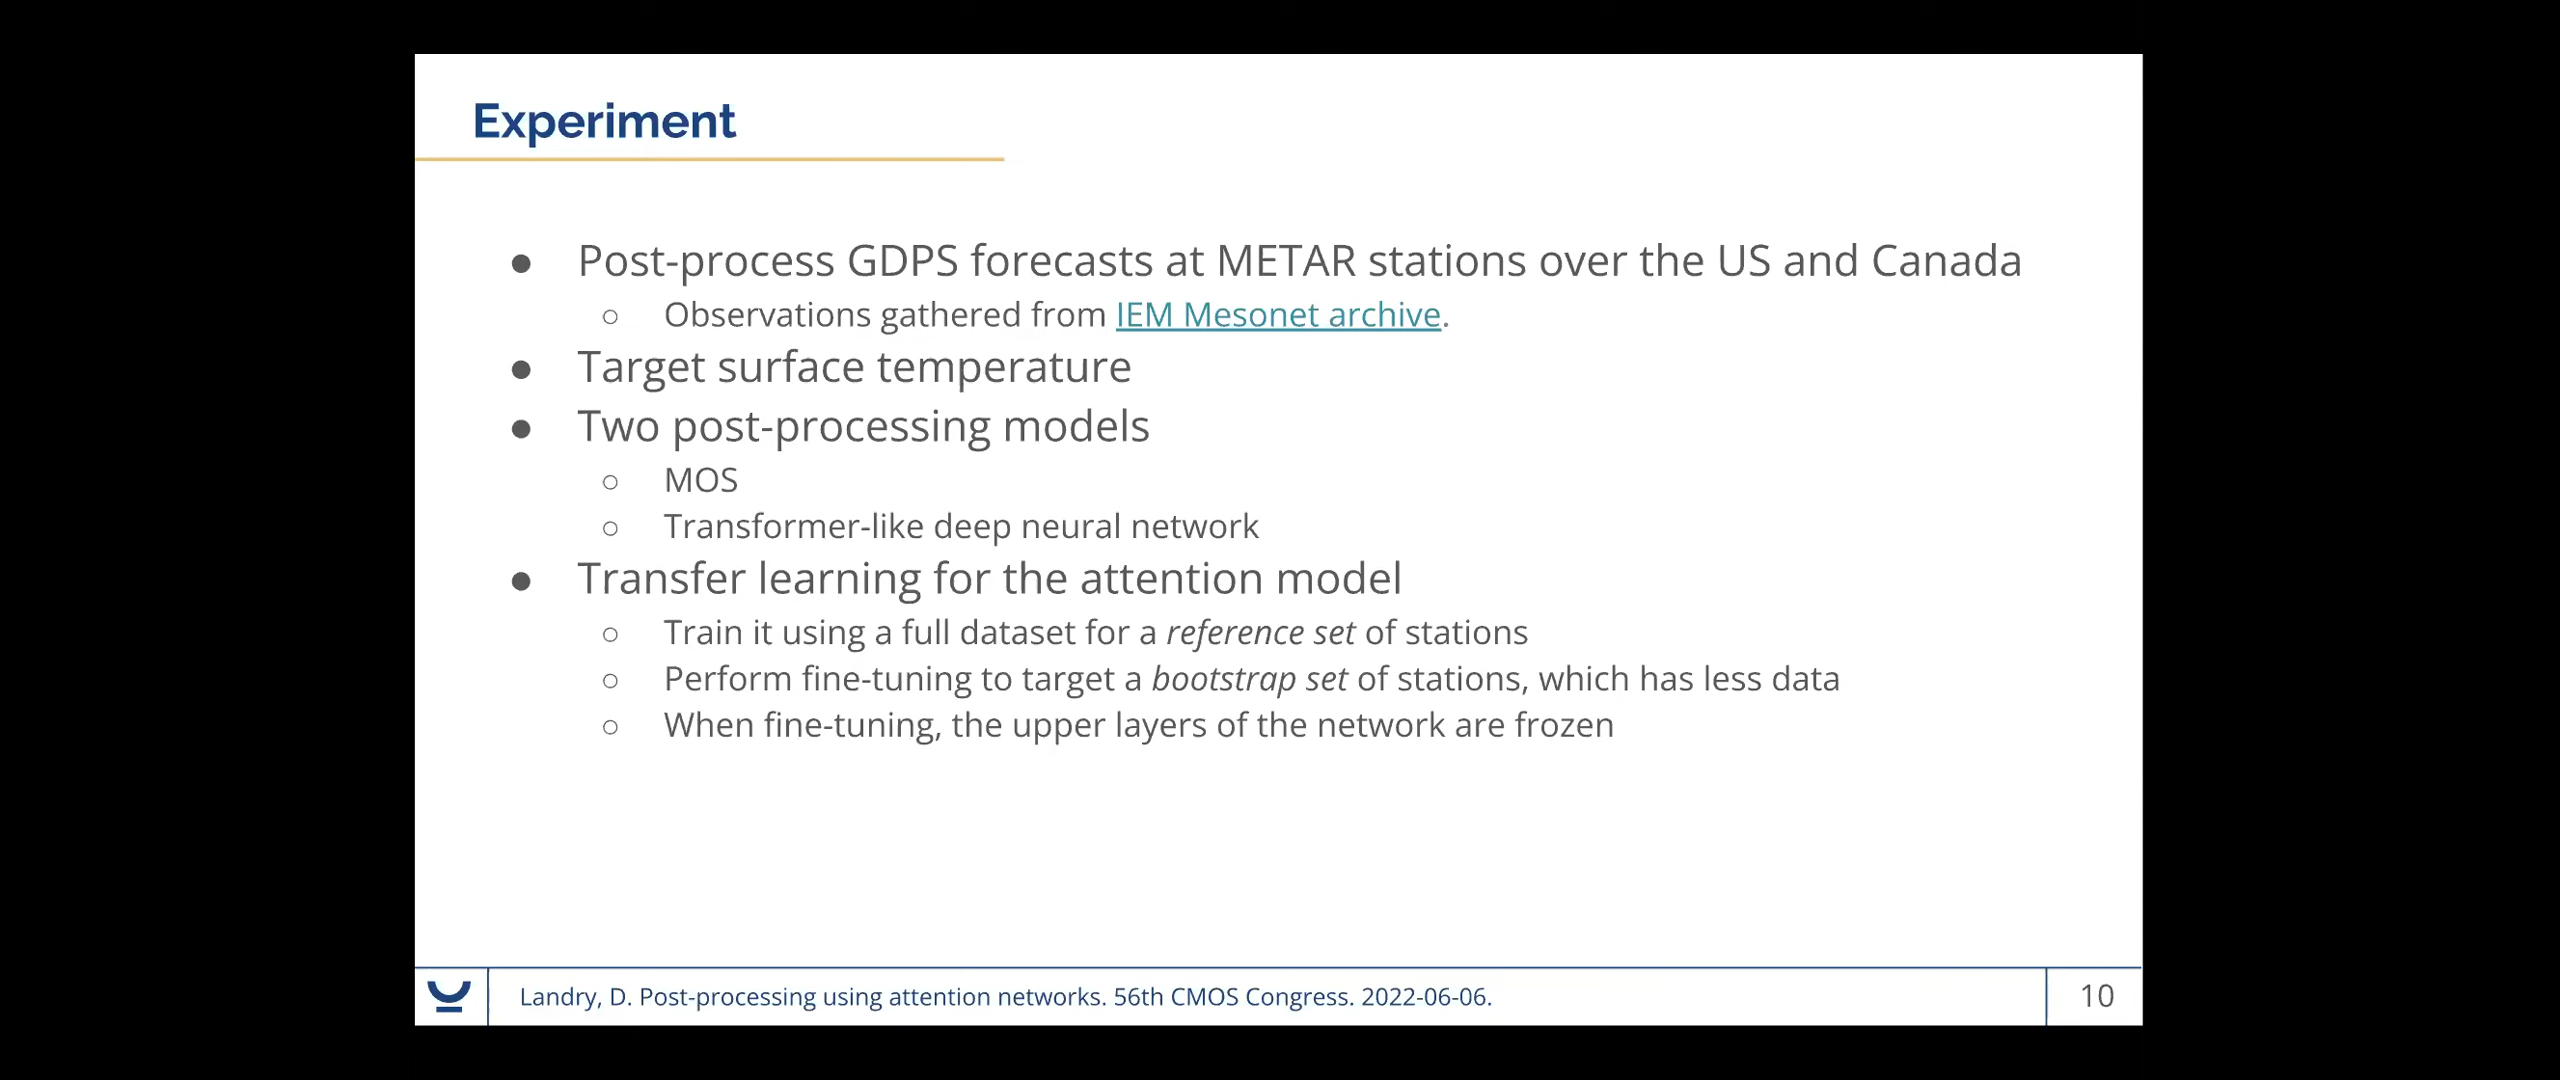 Experiment
● Post-process GDPS forecasts at METAR stations over the US and Canada
○ Observations gathered from IEM Mesonet archive.
● Target surface temperature
● Two post-processing models
○ MOS
○ Transformer-like deep neural network
● Transfer learning for the attention model
○ Train it using a full dataset for a reference set of stations
○ Perform fine-tuning to target a bootstrap set of stations, which has less data
○ When fine-tuning, the upper layers of the network are frozen
Landry, D. Post-processing using attention networks. 56th CMOS Congress. 2022-06-06.
10